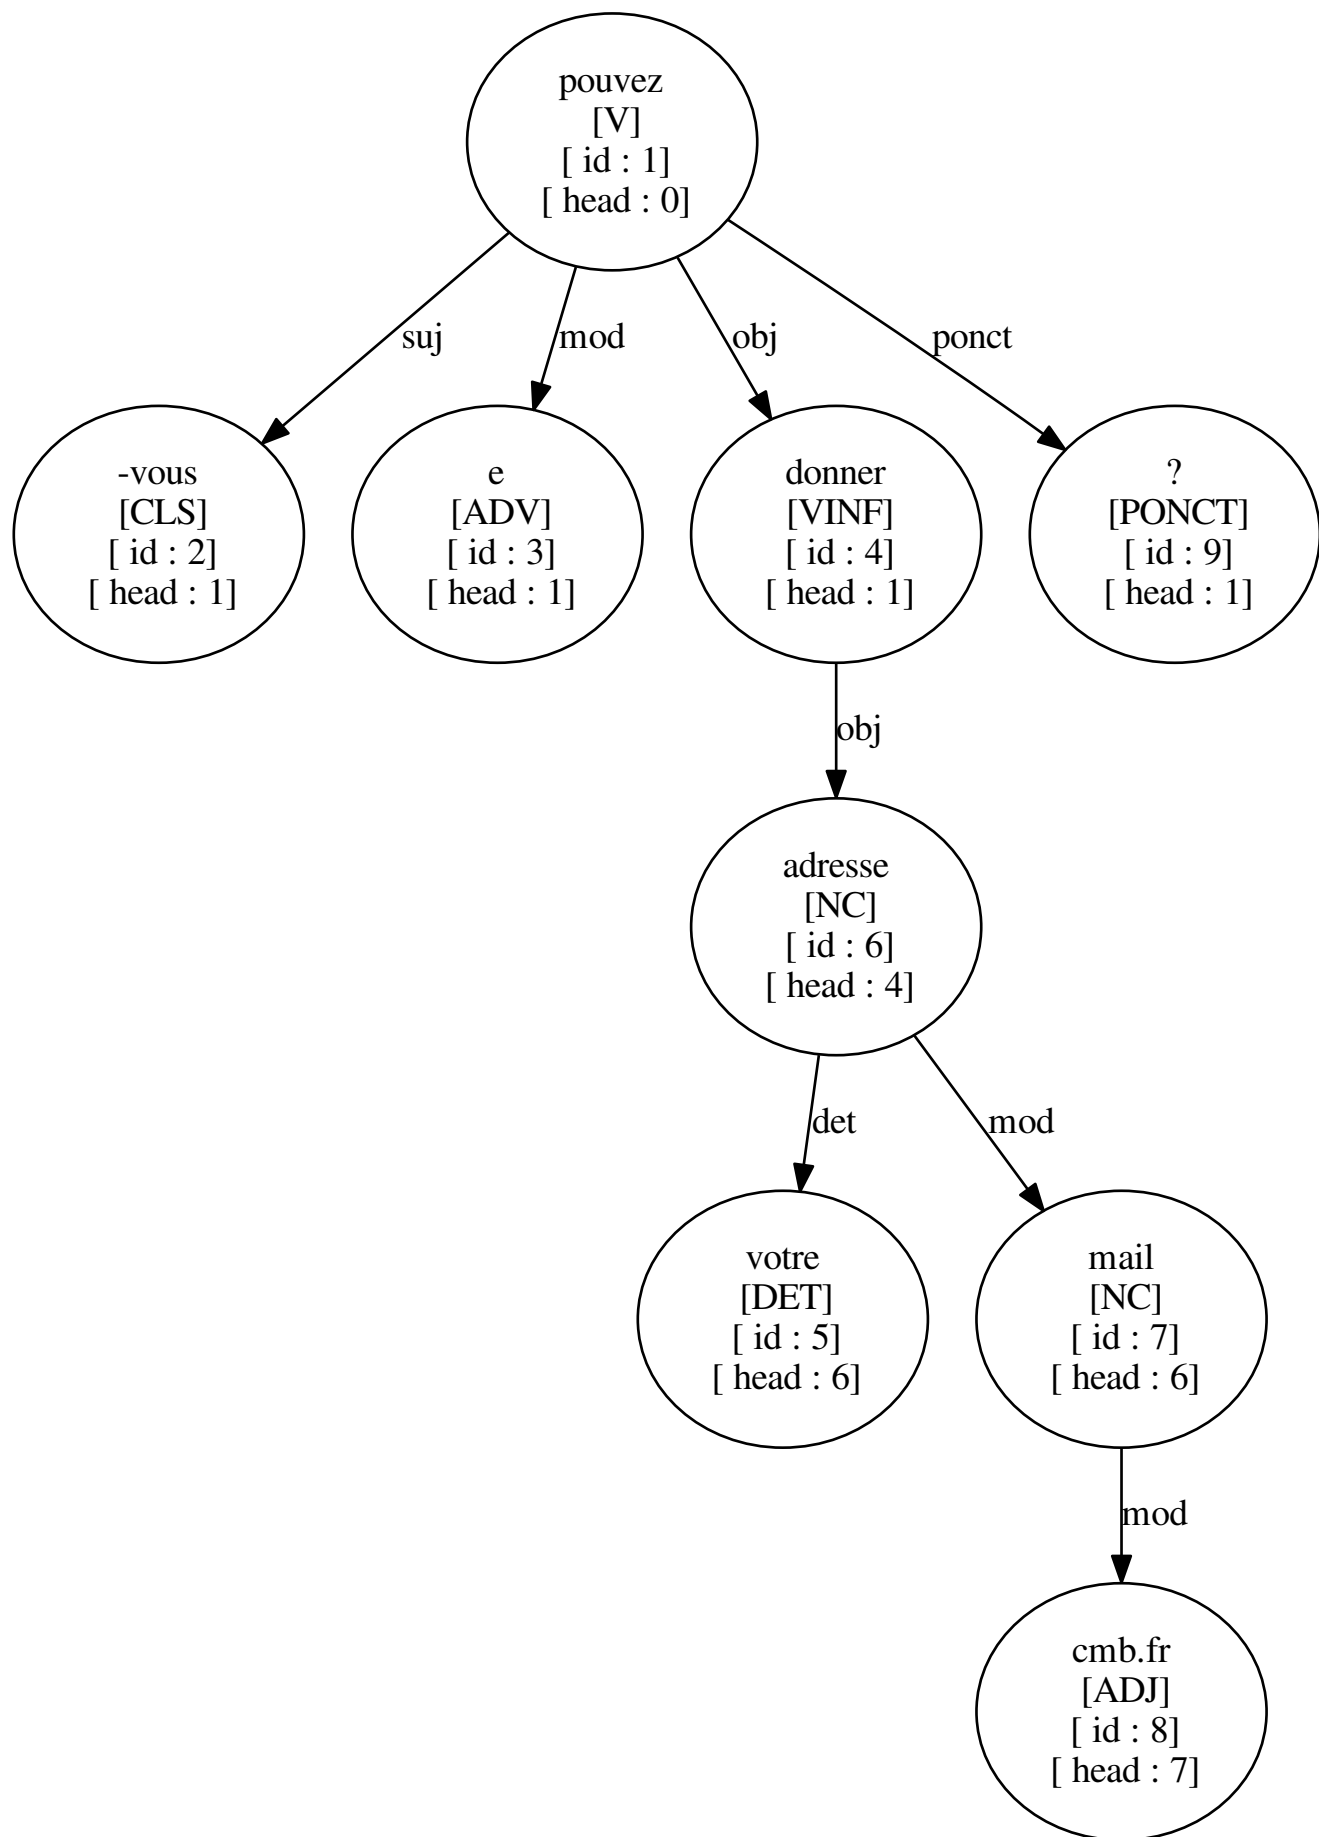 pouvez
[V]
[ id : 1]
[ head : 0]
suj
mod
obj
ponct
-vous
[CLS]
[ id : 2]
[ head : 1]
e
[ADV]
[ id : 3]
[ head : 1]
donner
[VINF]
[ id : 4]
[ head : 1]
?
[PONCT]
[ id : 9]
[ head : 1]
obj
adresse
[NC]
[ id : 6]
[ head : 4]
det
mod
votre
[DET]
[ id : 5]
[ head : 6]
mail
[NC]
[ id : 7]
[ head : 6]
mod
cmb.fr
[ADJ]
[ id : 8]
[ head : 7]